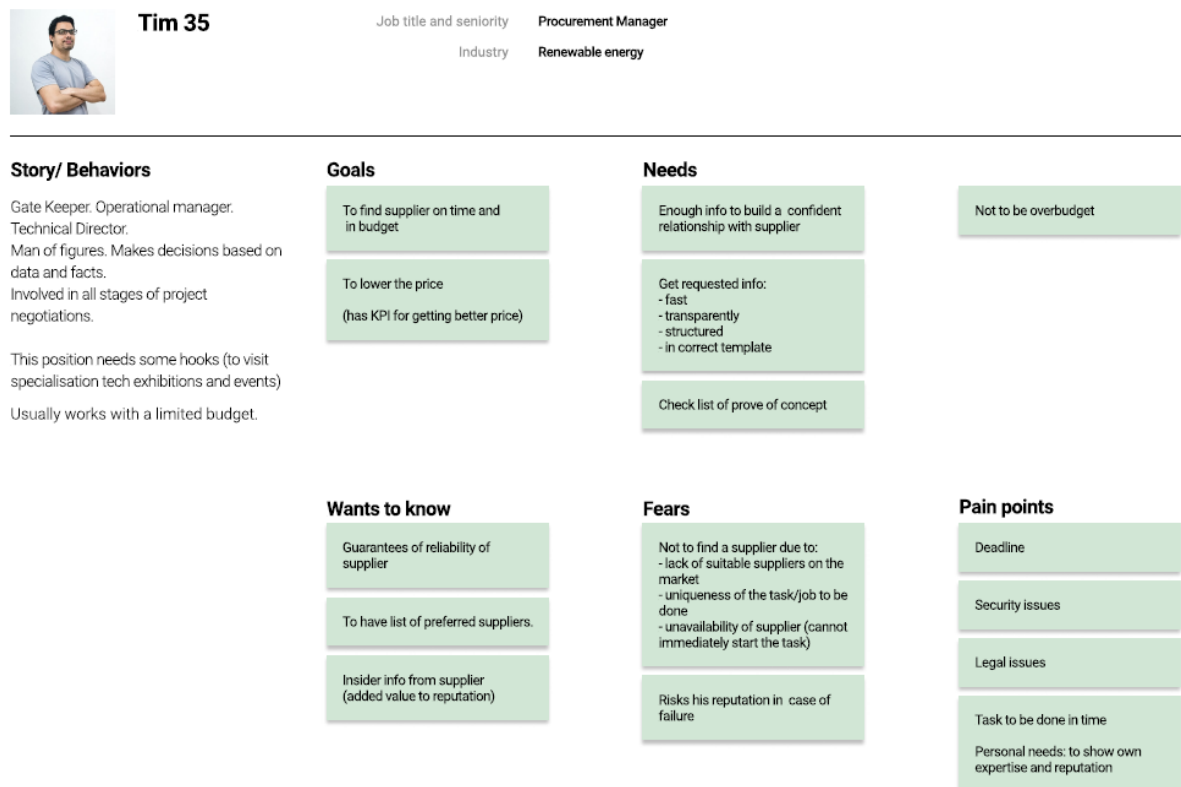 Tim 35
Job title and seniority Procurement Manager
Industry Renewable energy
Story/ Behaviors
Gate Keeper. Operational manager.
Technical Director.
Man of figures. Makes decisions based on
data and facts.
Involved in all stages of project
negotiations.
This position needs some hooks (to visit
specialisation tech exhibitions and events)
Usually works with a limited budget.
Goals
To find supplier on time and
in budget
To lower the price
(has KPI for getting better price)
Needs
Enough info to build a confident
relationship with supplier
Get requested info:
- fast
- transparently
- structured
- in correct template
Check list of prove of concept
Not to be overbudget
Wants to know
Guarantees of reliability of
supplier
To have list of preferred suppliers.
Insider info from supplier
(added value to reputation)
Fears
Not to find a supplier due to:
- lack of suitable suppliers on the
market
- uniqueness of the task/job to be
done
- unavailability of supplier (cannot
immediately start the task)
Risks his reputation in case of
failure
Pain points
Deadline
Security issues
Legal issues
Task to be done in time
Personal needs: to show own
expertise and reputation